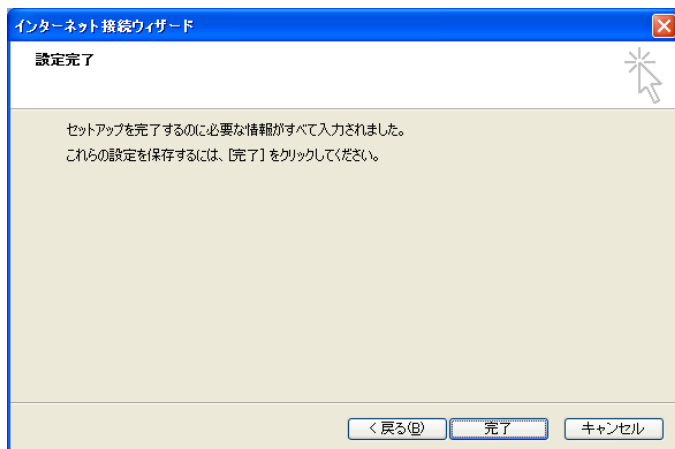 インターネット接続ウィザード
設定完了
セットアップを完了するのに必要な情報がすべて入力されました。
これらの設定を保存するには、[完了] をクリックしてください。
< 戻る(B)
完了
キャンセル